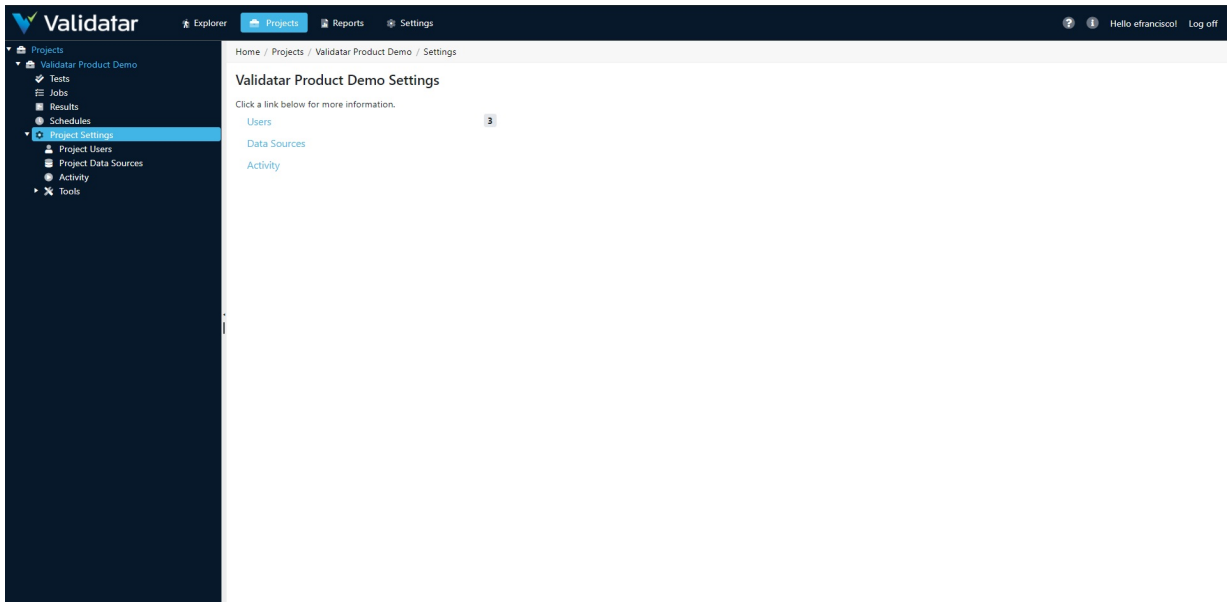 Validatar Explorer Projects Reports Settings ? i Hello efrancisco! Log off
Projects
Validatar Product Demo
Tests
Jobs
Results
Schedules
Project Settings
Project Users
Project Data Sources
Activity
Tools
Home / Projects / Validatar Product Demo / Settings
Validatar Product Demo Settings
Click a link below for more information.
Users 3
Data Sources
Activity